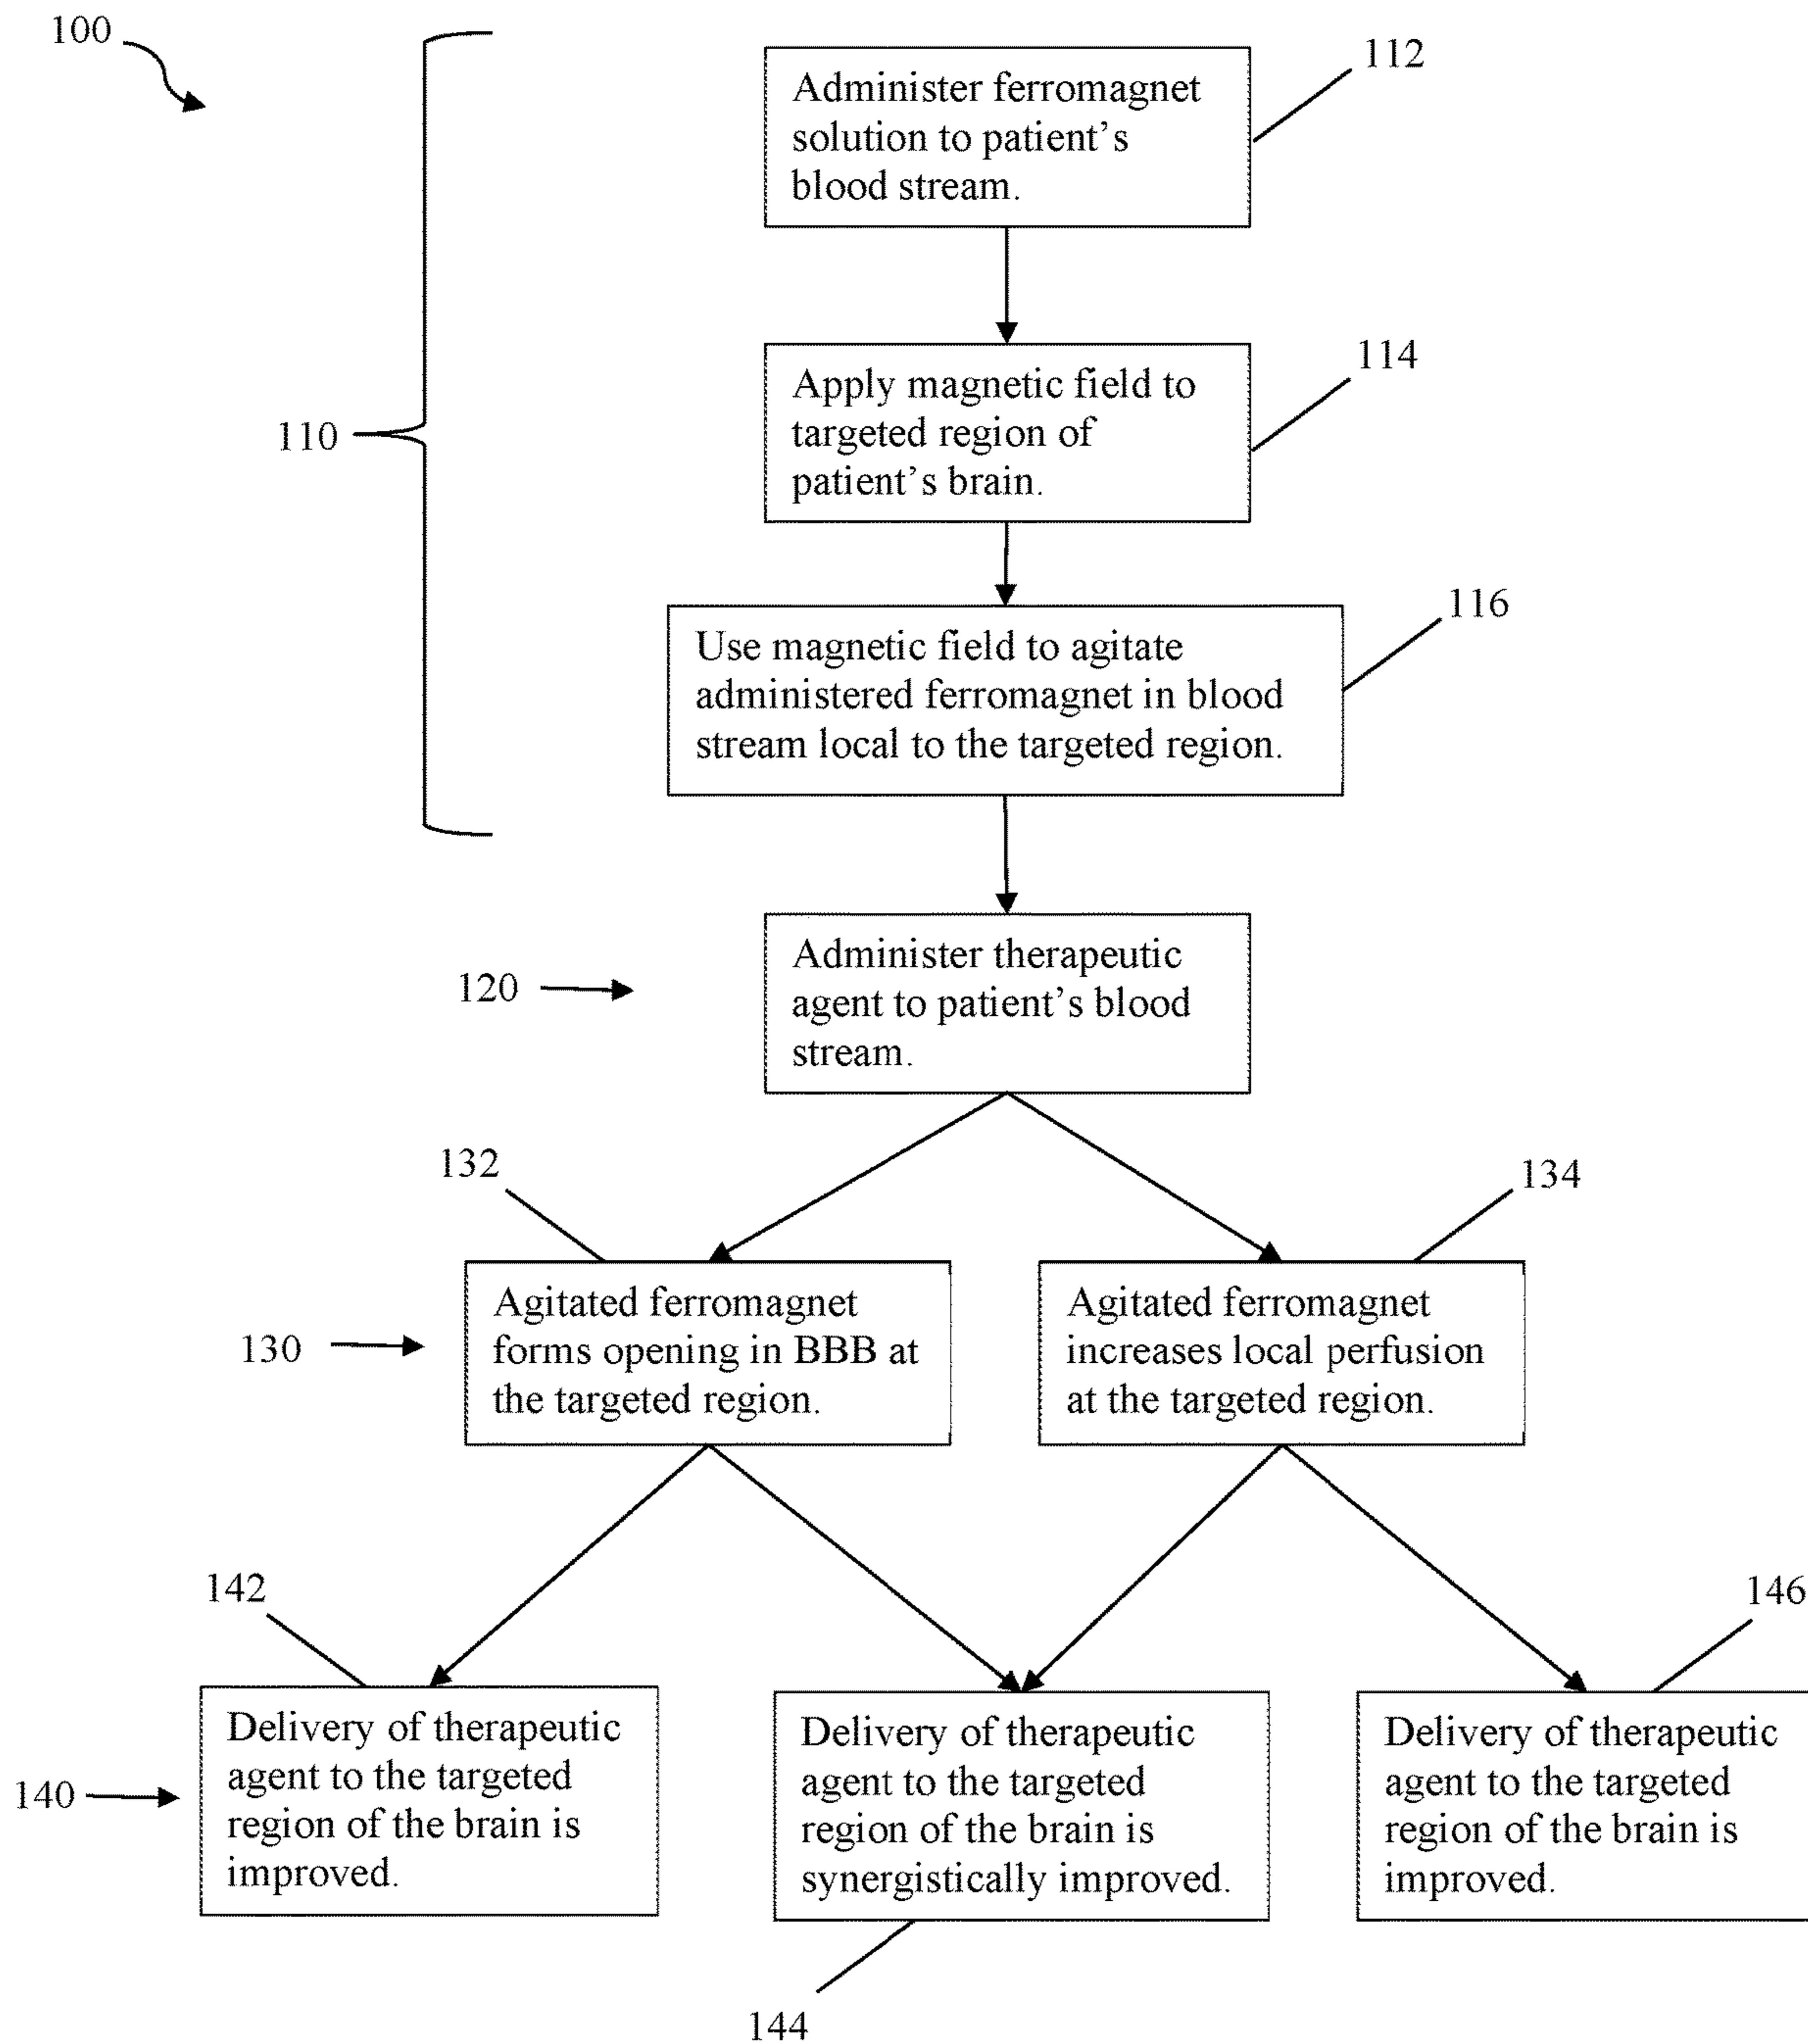 100
112
Administer ferromagnet
solution to patient's
blood stream.
114
Apply magnetic field to
targeted region of
patient's brain.
110
116
Use magnetic field to agitate
administered ferromagnet in blood
stream local to the targeted region.
120
Administer therapeutic
agent to patient's blood
stream.
132
134
130
Agitated ferromagnet
forms opening in BBB at
the targeted region.
Agitated ferromagnet
increases local perfusion
at the targeted region.
142
146
140
Delivery of therapeutic
agent to the targeted
region of the brain is
improved.
Delivery of therapeutic
agent to the targeted
region of the brain is
synergistically improved.
Delivery of therapeutic
agent to the targeted
region of the brain is
improved.
144